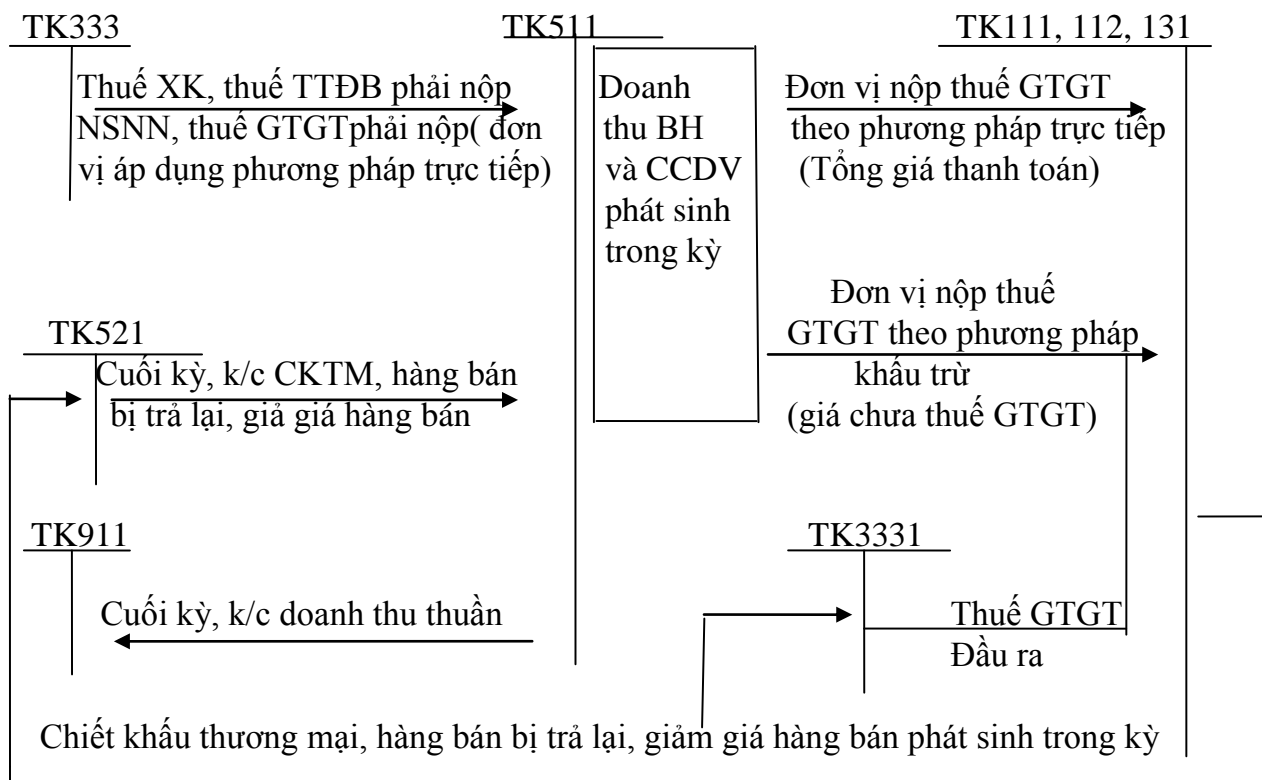 TK333
TK511
TK111, 112, 131
Thuế XK, thuế TTĐB phải nộp
NSNN, thuế GTGTphải nộp( đơn
vị áp dụng phương pháp trực tiếp)
Doanh
thu BH
và CCDV
phát sinh
trong kỳ
Đơn vị nộp thuế GTGT
theo phương pháp trực tiếp
(Tổng giá thanh toán)
Đơn vị nộp thuế
GTGT theo phương pháp
khấu trừ
(giá chưa thuế GTGT)
TK521
Cuối kỳ, k/c CKTM, hàng bán
bị trả lại, giả giá hàng bán
TK911
Cuối kỳ, k/c doanh thu thuần
TK3331
Thuế GTGT
Đầu ra
Chiết khấu thương mại, hàng bán bị trả lại, giảm giá hàng bán phát sinh trong kỳ